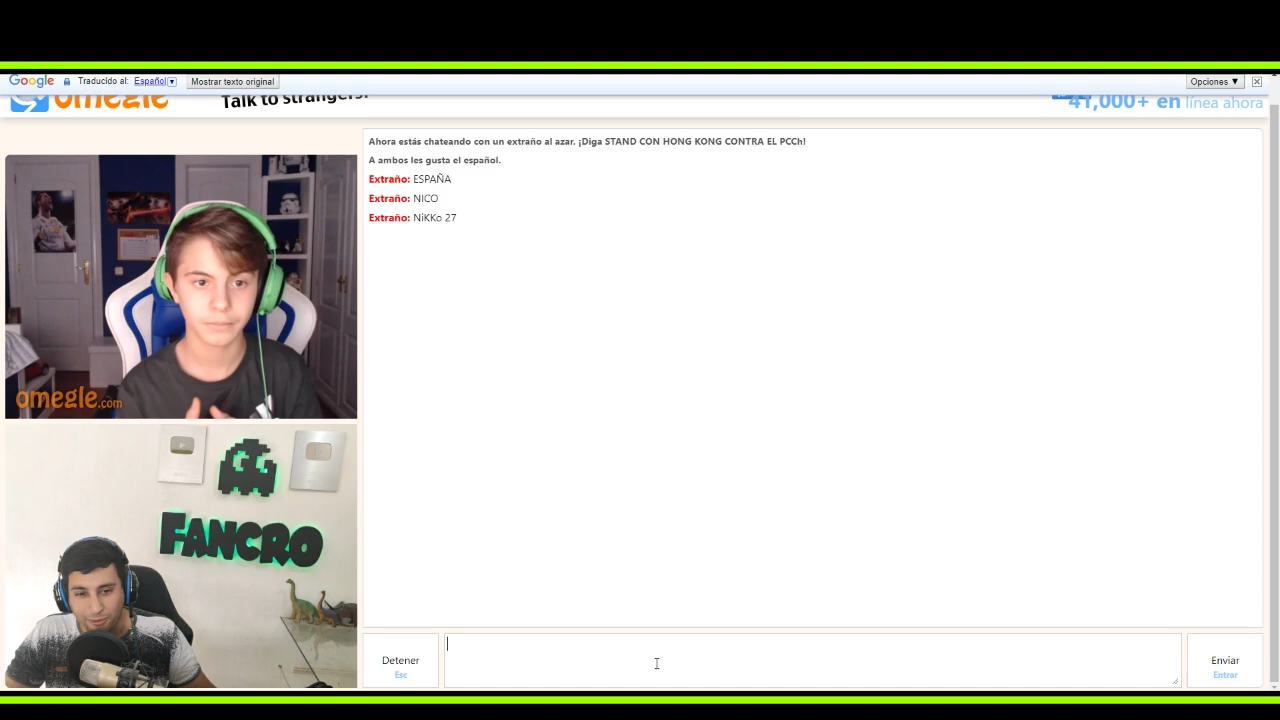 Google Traducido al: Español Mostrar texto original Opciones ▼
omegle Talk to strangers! 41,000+ en línea ahora
Ahora estás chateando con un extraño al azar. ¡Diga STAND CON HONG KONG CONTRA EL PCCh!
A ambos les gusta el español.
Extraño: ESPAÑA
Extraño: NICO
Extraño: NiKKo 27
omegle.com
FANCRO
Detener
Esc
Enviar
Entrar